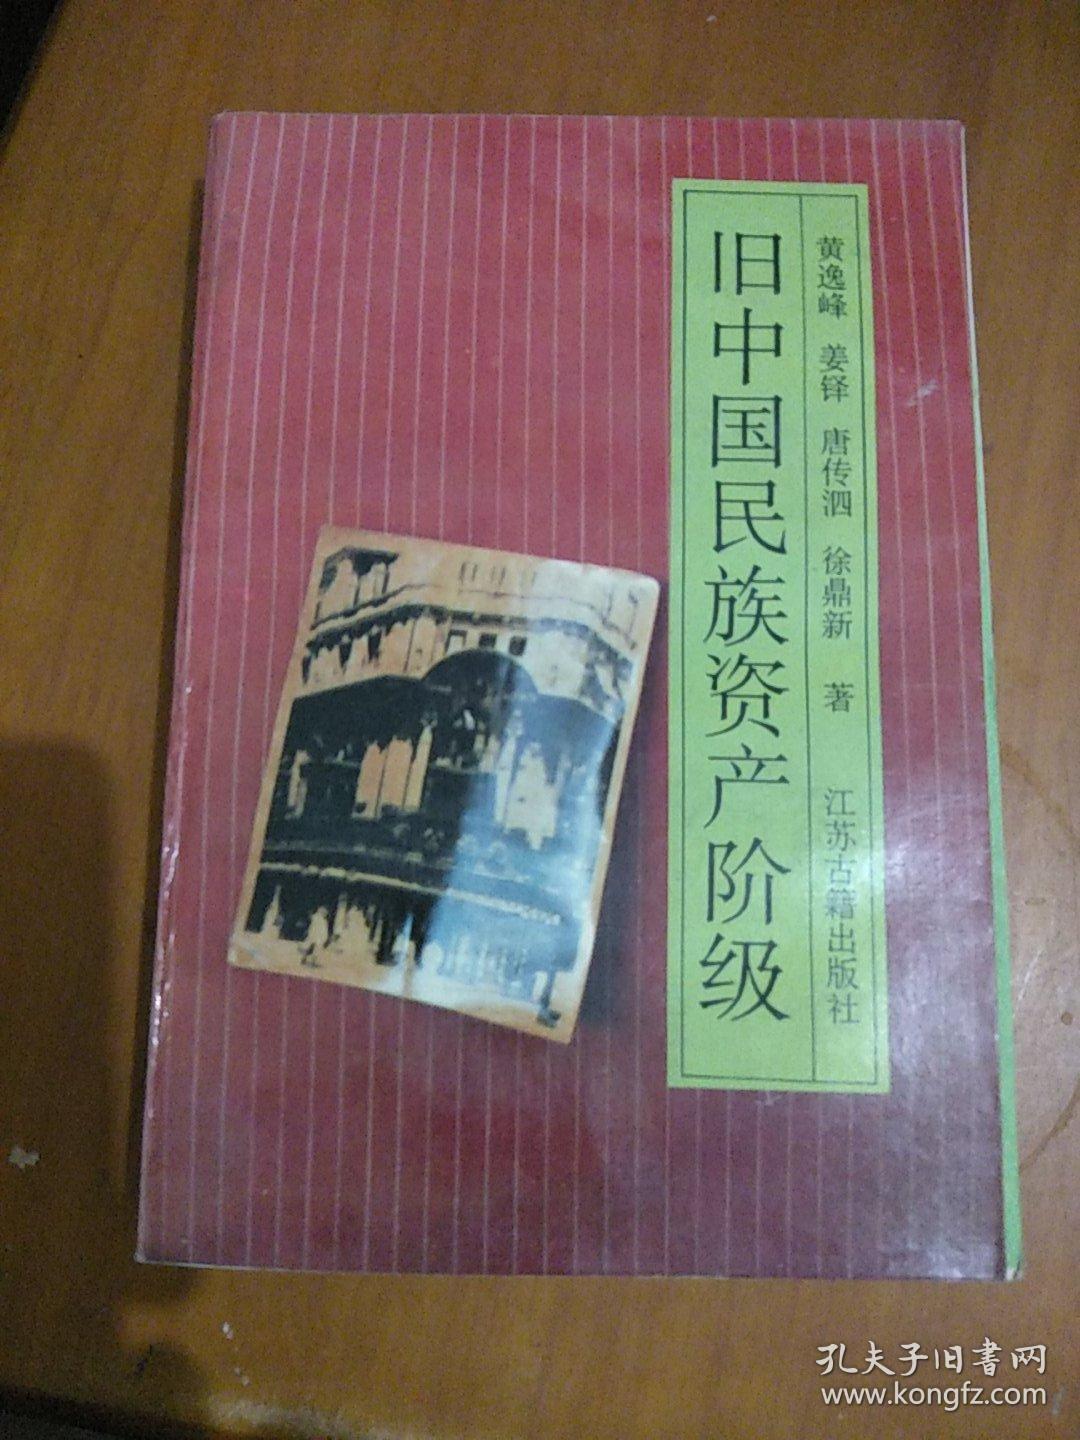 旧中国民族资产阶级
黄逸峰 姜铎 唐传泗 徐鼎新 著 江苏古籍出版社
孔夫子旧書网
www.kongfz.com